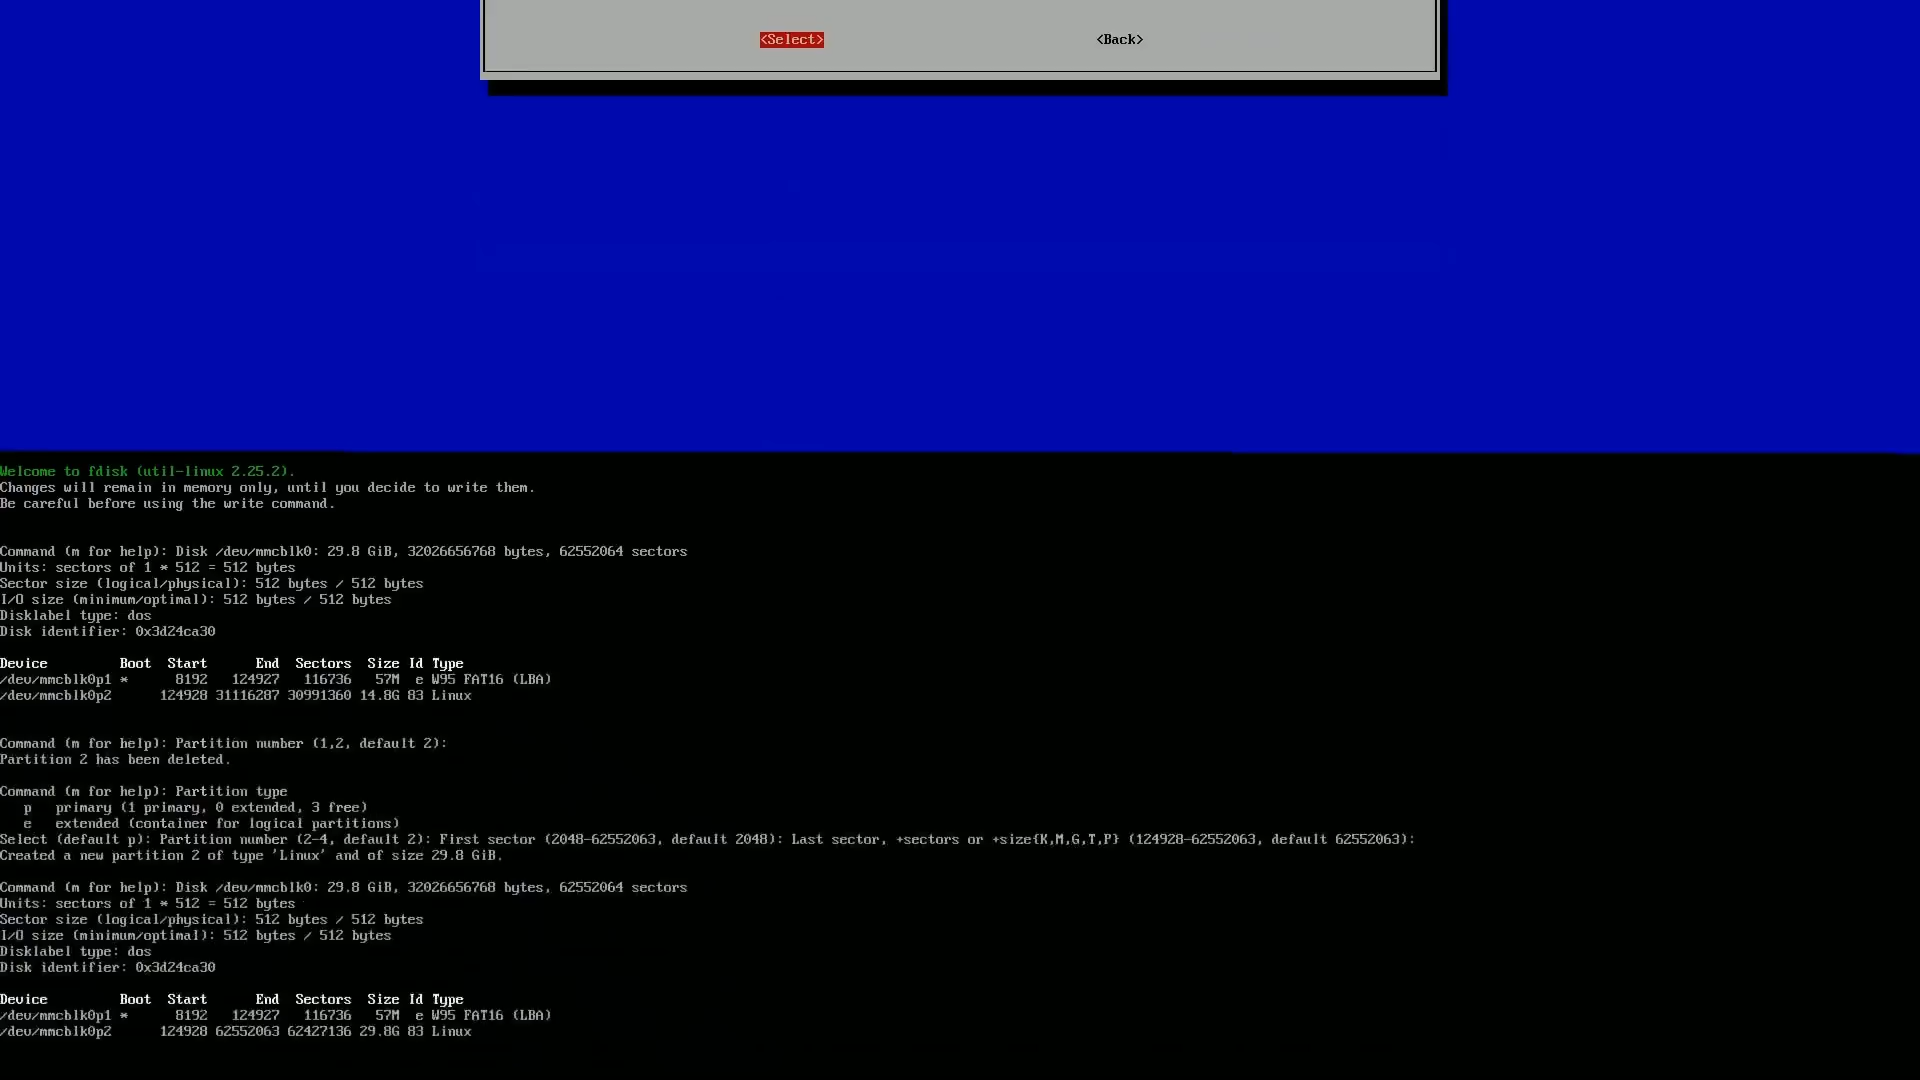 <Select> <Back>
Welcome to fdisk (util-linux 2.25.2).
Changes will remain in memory only, until you decide to write them.
Be careful before using the write command.
Command (m for help): Disk /dev/mmcblk0: 29.8 GiB, 32026656768 bytes, 62552064 sectors
Units: sectors of 1 * 512 = 512 bytes
Sector size (logical/physical): 512 bytes / 512 bytes
I/O size (minimum/optimal): 512 bytes / 512 bytes
Disklabel type: dos
Disk identifier: 0x3d24ca30
Device Boot Start End Sectors Size Id Type
/dev/mmcblk0p1 * 8192 124927 116736 57M e W95 FAT16 (LBA)
/dev/mmcblk0p2 124928 31116287 30991360 14.8G 83 Linux
Command (m for help): Partition number (1,2, default 2):
Partition 2 has been deleted.
Command (m for help): Partition type
p primary (1 primary, 0 extended, 3 free)
e extended (container for logical partitions)
Select (default p): Partition number (2-4, default 2): First sector (2048-62552063, default 2048): Last sector, +sectors or +size{K,M,G,T,P} (124928-62552063, default 62552063):
Created a new partition 2 of type 'Linux' and of size 29.8 GiB.
Command (m for help): Disk /dev/mmcblk0: 29.8 GiB, 32026656768 bytes, 62552064 sectors
Units: sectors of 1 * 512 = 512 bytes
Sector size (logical/physical): 512 bytes / 512 bytes
I/O size (minimum/optimal): 512 bytes / 512 bytes
Disklabel type: dos
Disk identifier: 0x3d24ca30
Device Boot Start End Sectors Size Id Type
/dev/mmcblk0p1 * 8192 124927 116736 57M e W95 FAT16 (LBA)
/dev/mmcblk0p2 124928 62552063 62427136 29.8G 83 Linux